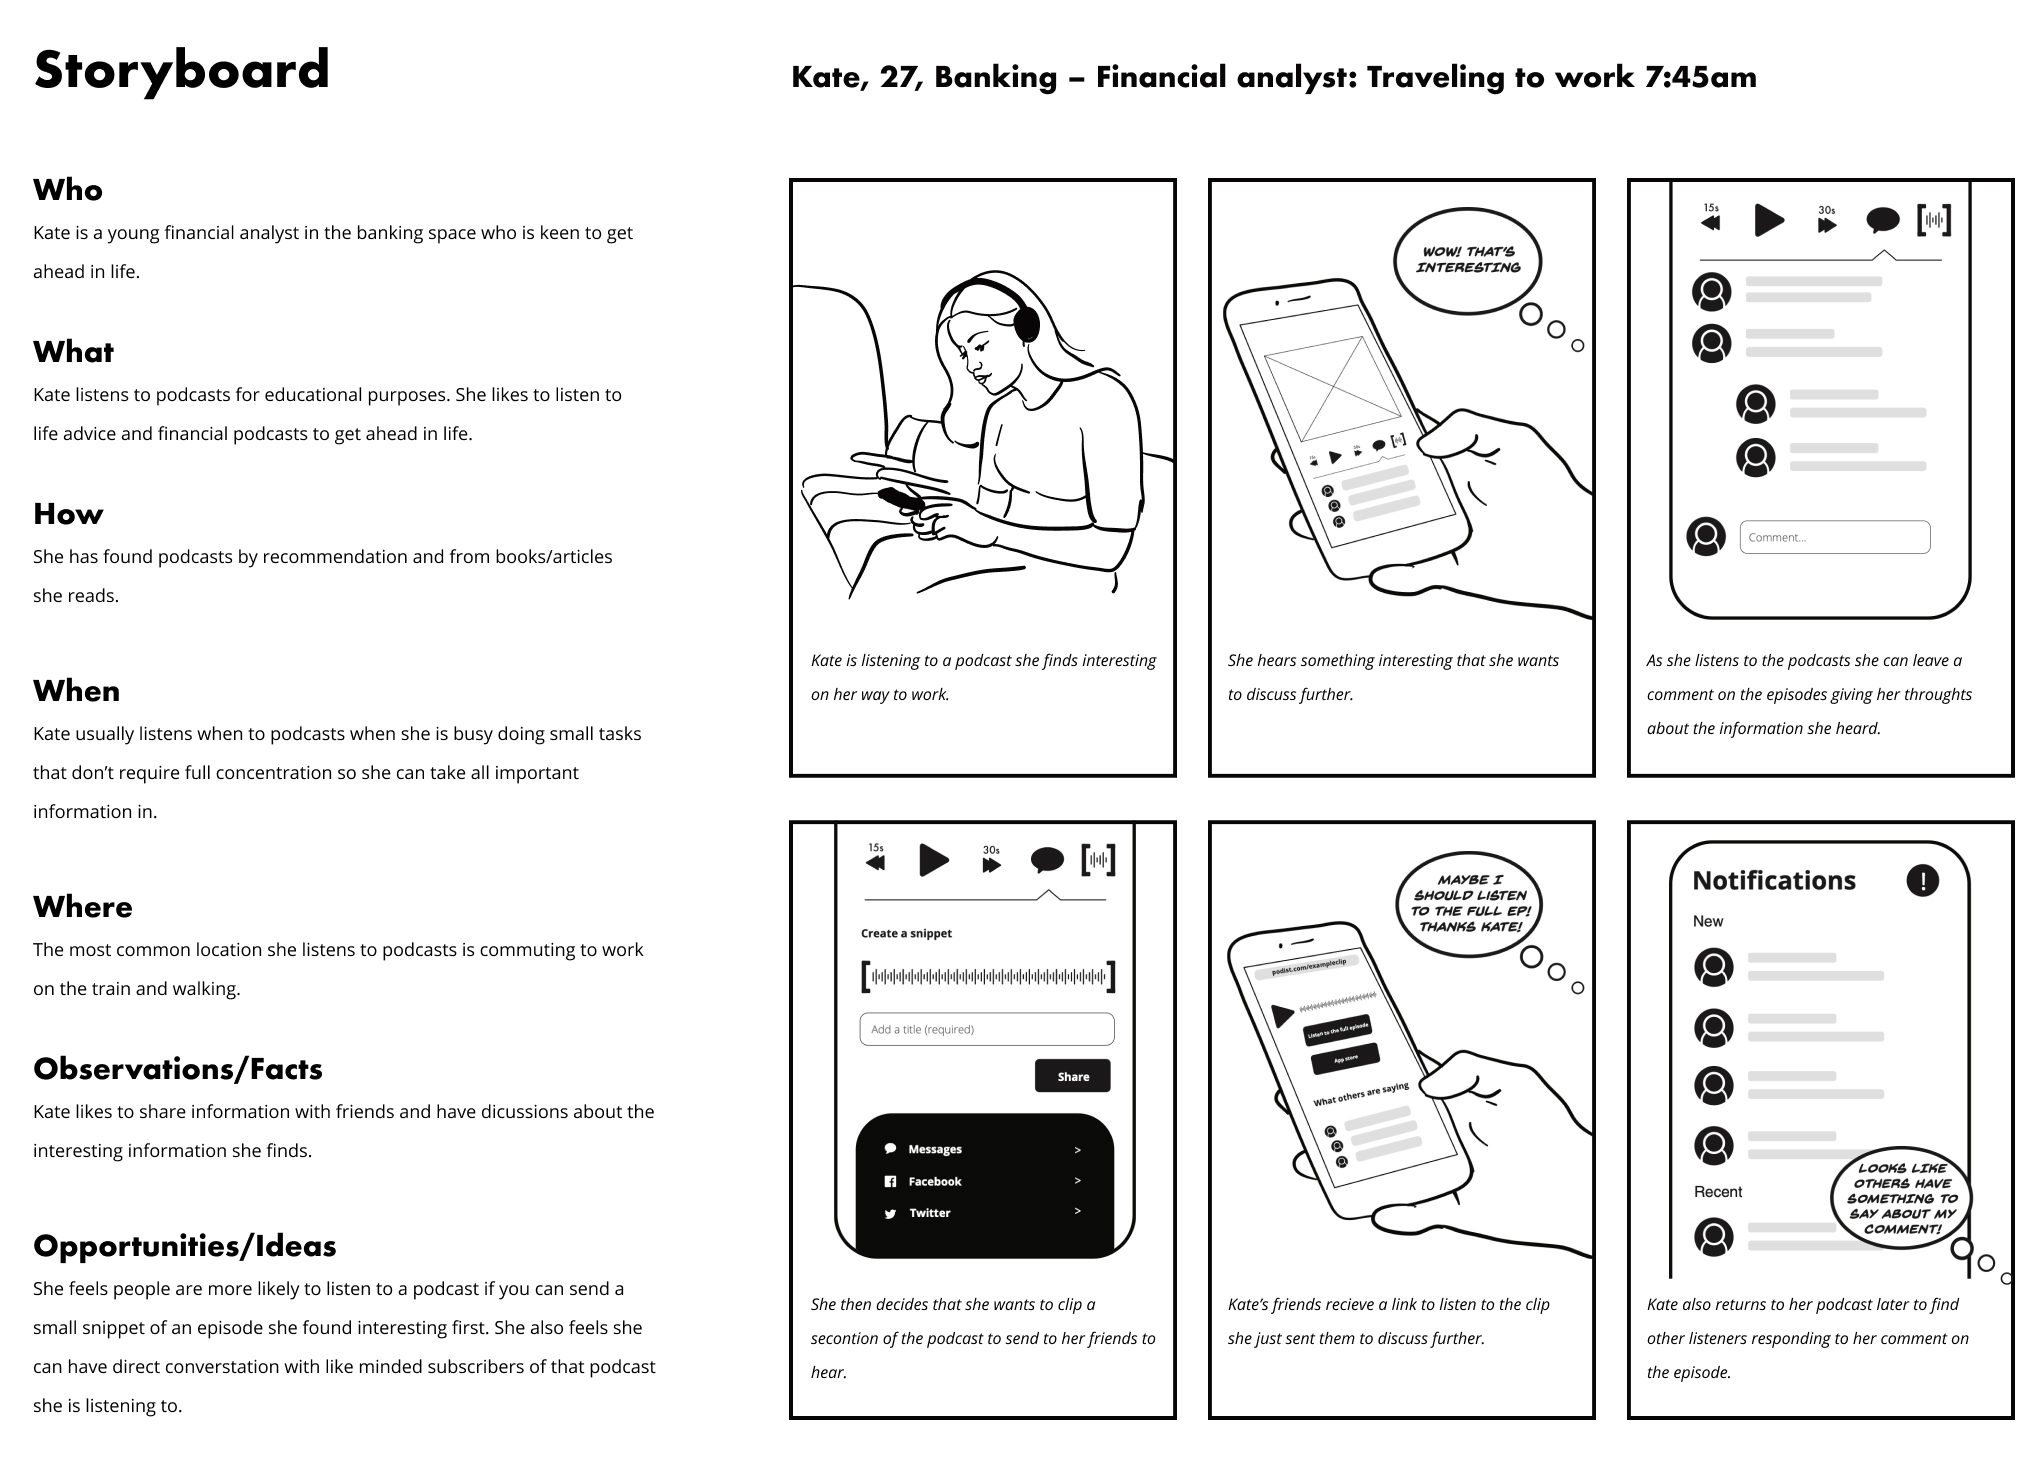 Storyboard
Kate, 27, Banking – Financial analyst: Traveling to work 7:45am
Who
Kate is a young financial analyst in the banking space who is keen to get
ahead in life.
What
Kate listens to podcasts for educational purposes. She likes to listen to
life advice and financial podcasts to get ahead in life.
How
She has found podcasts by recommendation and from books/articles
she reads.
When
Kate usually listens when to podcasts when she is busy doing small tasks
that don’t require full concentration so she can take all important
information in.
Where
The most common location she listens to podcasts is commuting to work
on the train and walking.
Observations/Facts
Kate likes to share information with friends and have dicussions about the
interesting information she finds.
Opportunities/Ideas
She feels people are more likely to listen to a podcast if you can send a
small snippet of an episode she found interesting first. She also feels she
can have direct converstation with like minded subscribers of that podcast
she is listening to.
Kate is listening to a podcast she finds interesting
on her way to work.
WOW! THAT'S
INTERESTING
15s
30s
She hears something interesting that she wants
to discuss further.
15s
30s
Comment...
As she listens to the podcasts she can leave a
comment on the episodes giving her throughts
about the information she heard.
15s
30s
Create a snippet
Add a title (required)
Share
Messages >
Facebook >
Twitter >
She then decides that she wants to clip a
secontion of the podcast to send to her friends to
hear.
MAYBE I
SHOULD LISTEN
TO THE FULL EP!
THANKS KATE!
podist.com/exampleclip
Listen to the full episode
App store
What others are saying
Kate’s friends recieve a link to listen to the clip
she just sent them to discuss further.
Notifications !
New
Recent
LOOKS LIKE
OTHERS HAVE
SOMETHING TO
SAY ABOUT MY
COMMENT!
Kate also returns to her podcast later to find
other listeners responding to her comment on
the episode.